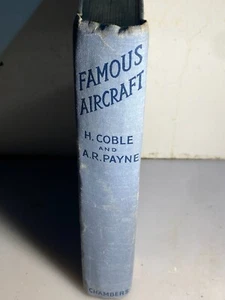 FAMOUS
AIRCRAFT
H. COBLE
AND
A.R. PAYNE
CHAMBERS